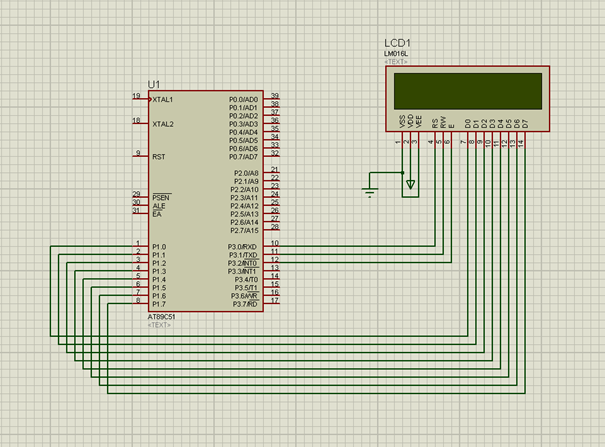 LCD1
LM016L
<TEXT>
U1
19 XTAL1 P0.0/AD0 39
P0.1/AD1 38
P0.2/AD2 37
18 XTAL2 P0.3/AD3 36
P0.4/AD4 35
P0.5/AD5 34
P0.6/AD6 33
9 RST P0.7/AD7 32
P2.0/A8 21
P2.1/A9 22
P2.2/A10 23
29 PSEN P2.3/A11 24
30 ALE P2.4/A12 25
31 EA P2.5/A13 26
P2.6/A14 27
P2.7/A15 28
1 P1.0 P3.0/RXD 10
2 P1.1 P3.1/TXD 11
3 P1.2 P3.2/INT0 12
4 P1.3 P3.3/INT1 13
5 P1.4 P3.4/T0 14
6 P1.5 P3.5/T1 15
7 P1.6 P3.6/WR 16
8 P1.7 P3.7/RD 17
AT89C51
<TEXT>
VSS VDD VEE RS RW E D0 D1 D2 D3 D4 D5 D6 D7
1 2 3 4 5 6 7 8 9 10 11 12 13 14